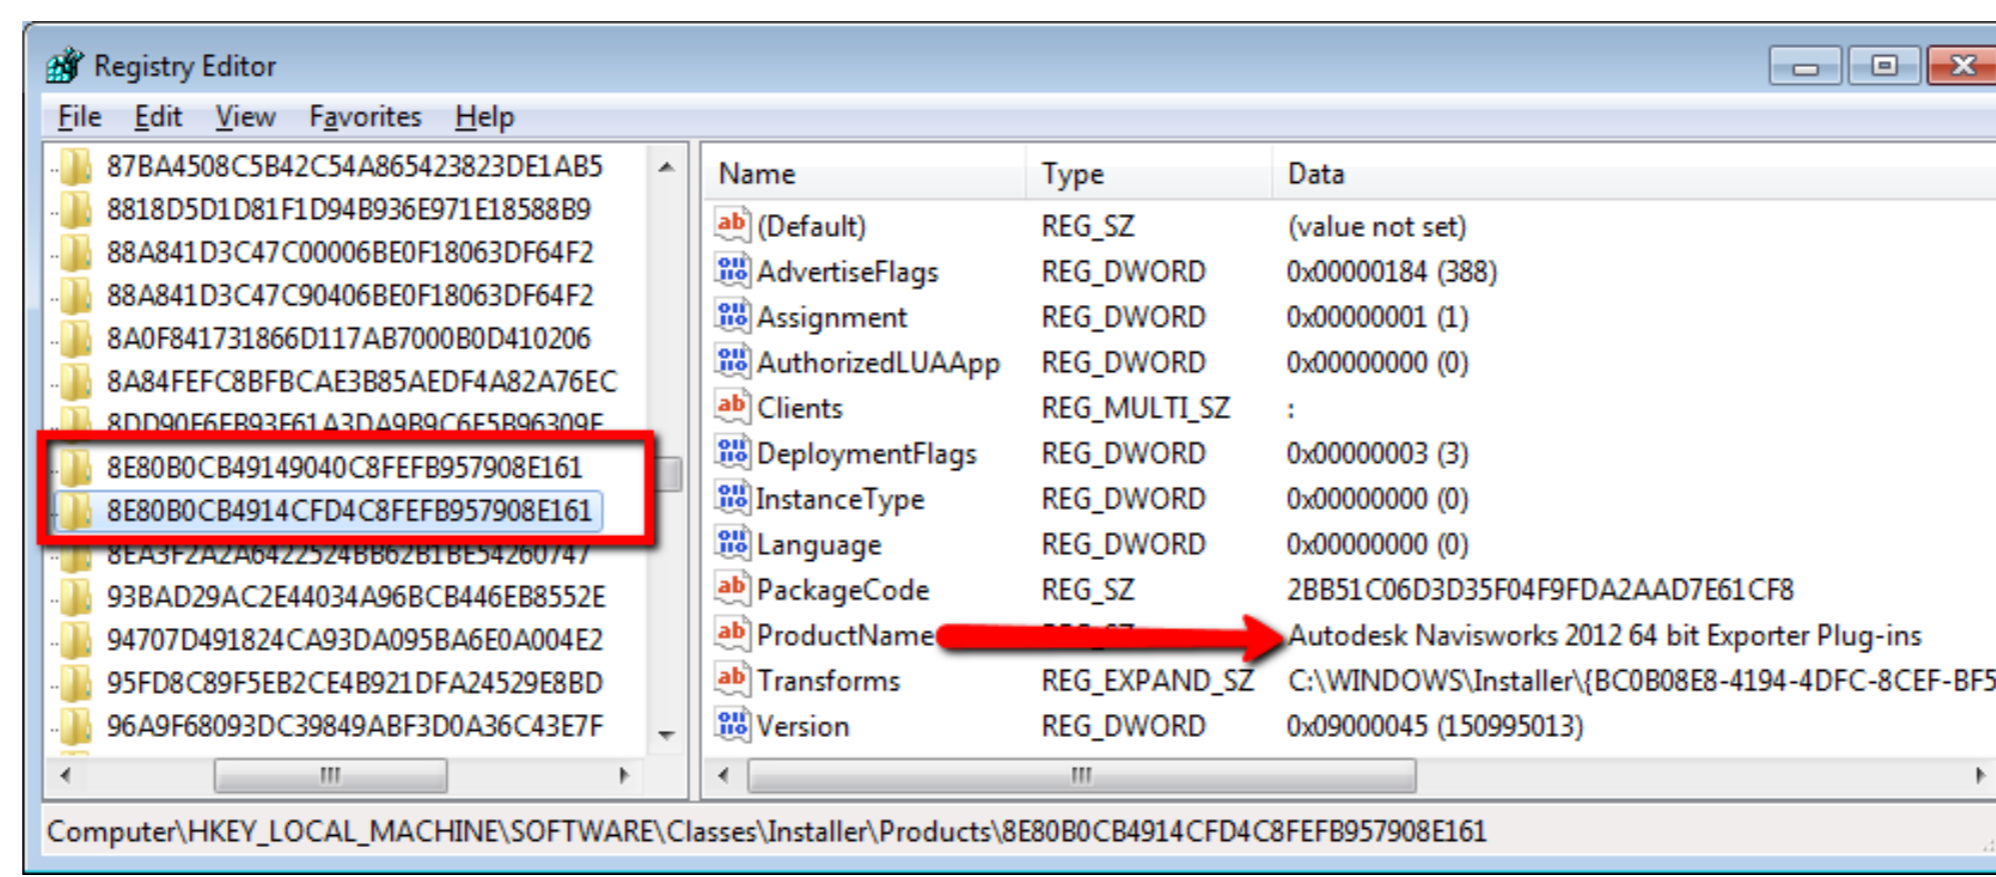 Registry Editor
File Edit View Favorites Help
87BA4508C5B42C54A865423823DE1AB5
8818D5D1D81F1D94B936E971E18588B9
88A841D3C47C00006BE0F18063DF64F2
88A841D3C47C90406BE0F18063DF64F2
8A0F841731866D117AB7000B0D410206
8A84FEFC8BFBCAE3B85AEDF4A82A76EC
8DD90F6FB93F61A3DA9B9C6F5B96309F
8E80B0CB49149040C8FEFB957908E161
8E80B0CB4914CFD4C8FEFB957908E161
8EA3F2A2A6422524BB62B1BE54260747
93BAD29AC2E44034A96BCB446EB8552E
94707D491824CA93DA095BA6E0A004E2
95FD8C89F5EB2CE4B921DFA24529E8BD
96A9F68093DC39849ABF3D0A36C43E7F
Name Type Data
(Default) REG_SZ (value not set)
AdvertiseFlags REG_DWORD 0x00000184 (388)
Assignment REG_DWORD 0x00000001 (1)
AuthorizedLUAApp REG_DWORD 0x00000000 (0)
Clients REG_MULTI_SZ :
DeploymentFlags REG_DWORD 0x00000003 (3)
InstanceType REG_DWORD 0x00000000 (0)
Language REG_DWORD 0x00000000 (0)
PackageCode REG_SZ 2BB51C06D3D35F04F9FDA2AAD7E61CF8
ProductName REG_SZ Autodesk Navisworks 2012 64 bit Exporter Plug-ins
Transforms REG_EXPAND_SZ C:\WINDOWS\Installer\{BC0B08E8-4194-4DFC-8CEF-BF5
Version REG_DWORD 0x09000045 (150995013)
Computer\HKEY_LOCAL_MACHINE\SOFTWARE\Classes\Installer\Products\8E80B0CB4914CFD4C8FEFB957908E161